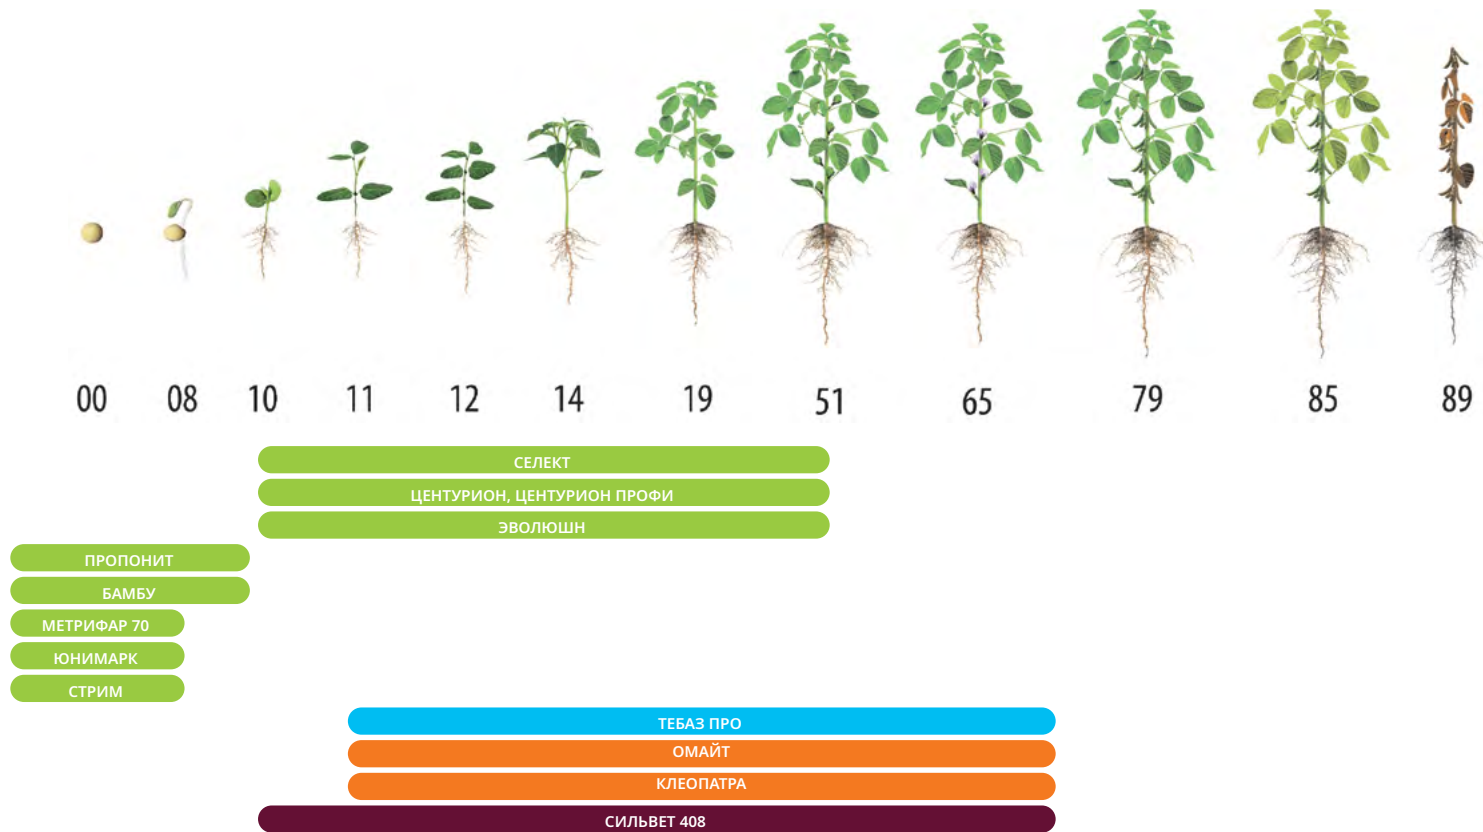 00 08 10 11 12 14 19 51 65 79 85 89
СЕЛЕКТ
ЦЕНТУРИОН, ЦЕНТУРИОН ПРОФИ
ЭВОЛЮШН
ПРОПОНИТ
БАМБУ
МЕТРИФАР 70
ЮНИМАРК
СТРИМ
ТЕБАЗ ПРО
ОМАЙТ
КЛЕОПАТРА
СИЛЬВЕТ 408